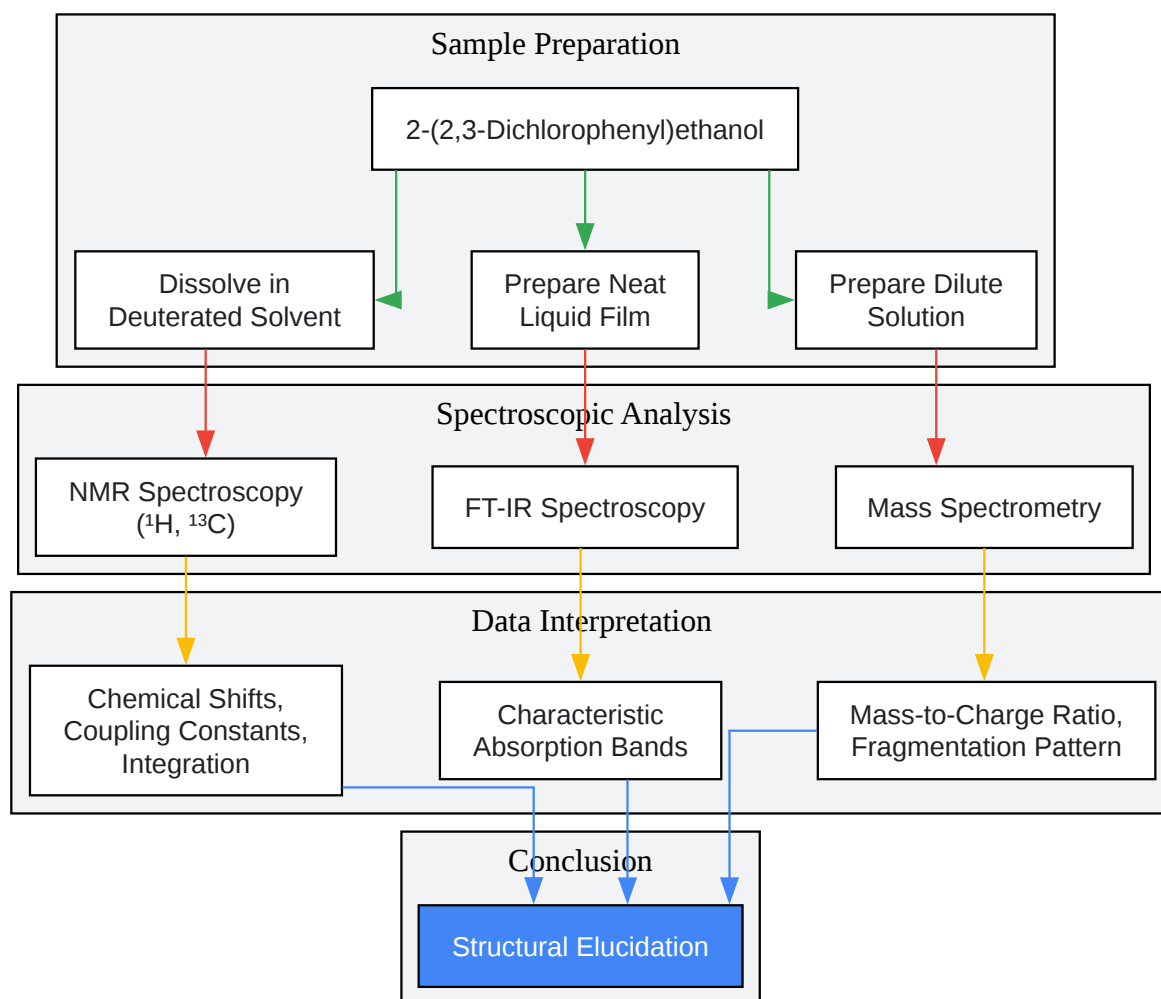 Sample Preparation
2-(2,3-Dichlorophenyl)ethanol
Dissolve in
Deuterated Solvent
Prepare Neat
Liquid Film
Prepare Dilute
Solution
Spectroscopic Analysis
NMR Spectroscopy
(¹H, ¹³C)
FT-IR Spectroscopy
Mass Spectrometry
Data Interpretation
Chemical Shifts,
Coupling Constants,
Integration
Characteristic
Absorption Bands
Mass-to-Charge Ratio,
Fragmentation Pattern
Conclusion
Structural Elucidation